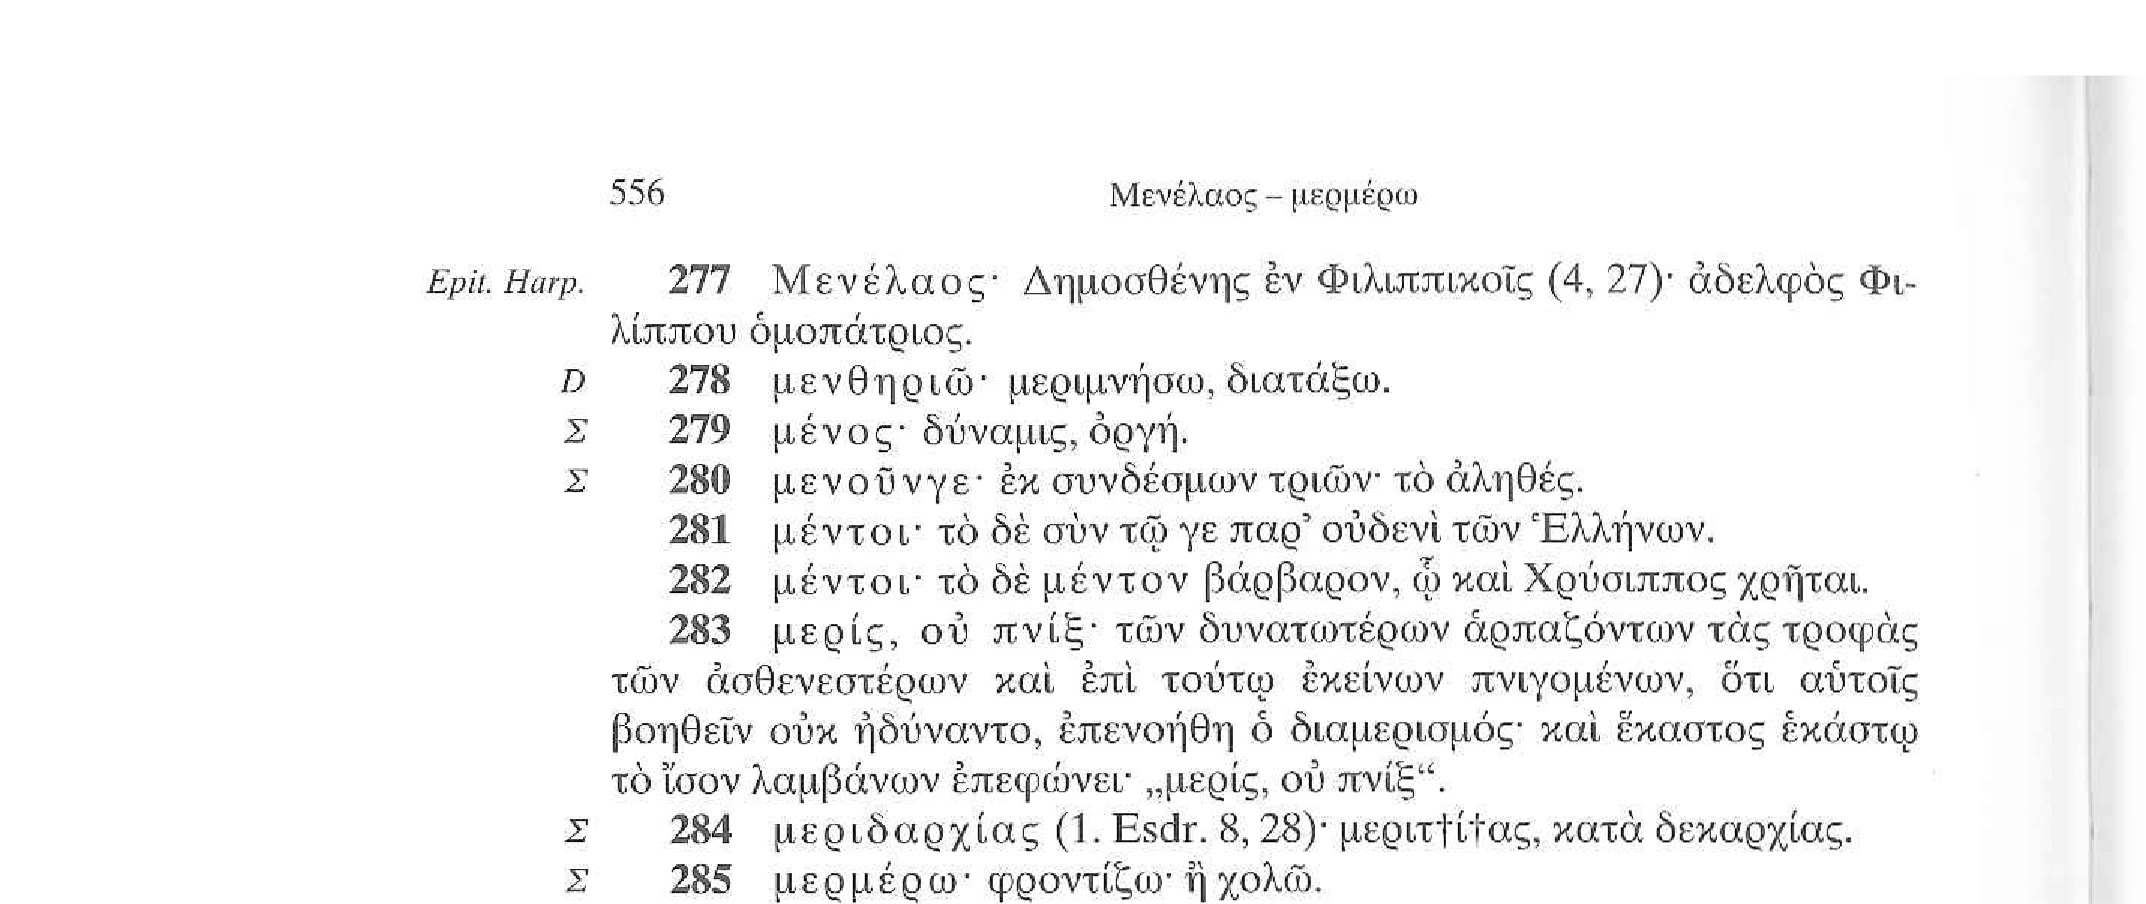 556 Μενέλαος – μερμέρω
Epit. Harp. 277 Μενέλαος· Δημοσθένης ἐν Φιλιππικοῖς (4, 27)· ἀδελφὸς Φι-
λίππου ὁμοπάτριος.
D 278 μενθηριῶ· μεριμνήσω, διατάξω.
Σ 279 μένος· δύναμις, ὀργή.
Σ 280 μενοῦνγε· ἐκ συνδέσμων τριῶν· τὸ ἀληθές.
281 μέντοι· τὸ δὲ σὺν τῷ γε παρ’ οὐδενὶ τῶν Ἑλλήνων.
282 μέντοι· τὸ δὲ μέντον βάρβαρον, ᾧ καὶ Χρύσιππος χρῆται.
283 μερίς, οὐ πνίξ· τῶν δυνατωτέρων ἁρπαζόντων τὰς τροφὰς
τῶν ἀσθενεστέρων καὶ ἐπὶ τούτῳ ἐκείνων πνιγομένων, ὅτι αὑτοῖς
βοηθεῖν οὐκ ἠδύναντο, ἐπενοήθη ὁ διαμερισμός· καὶ ἕκαστος ἑκάστῳ
τὸ ἴσον λαμβάνων ἐπεφώνει· „μερίς, οὐ πνίξ“.
Σ 284 μεριδαρχίας (1. Esdr. 8, 28)· μεριτ†ί†ας, κατὰ δεκαρχίας.
Σ 285 μερμέρω· φροντίζω· ἢ χολῶ.